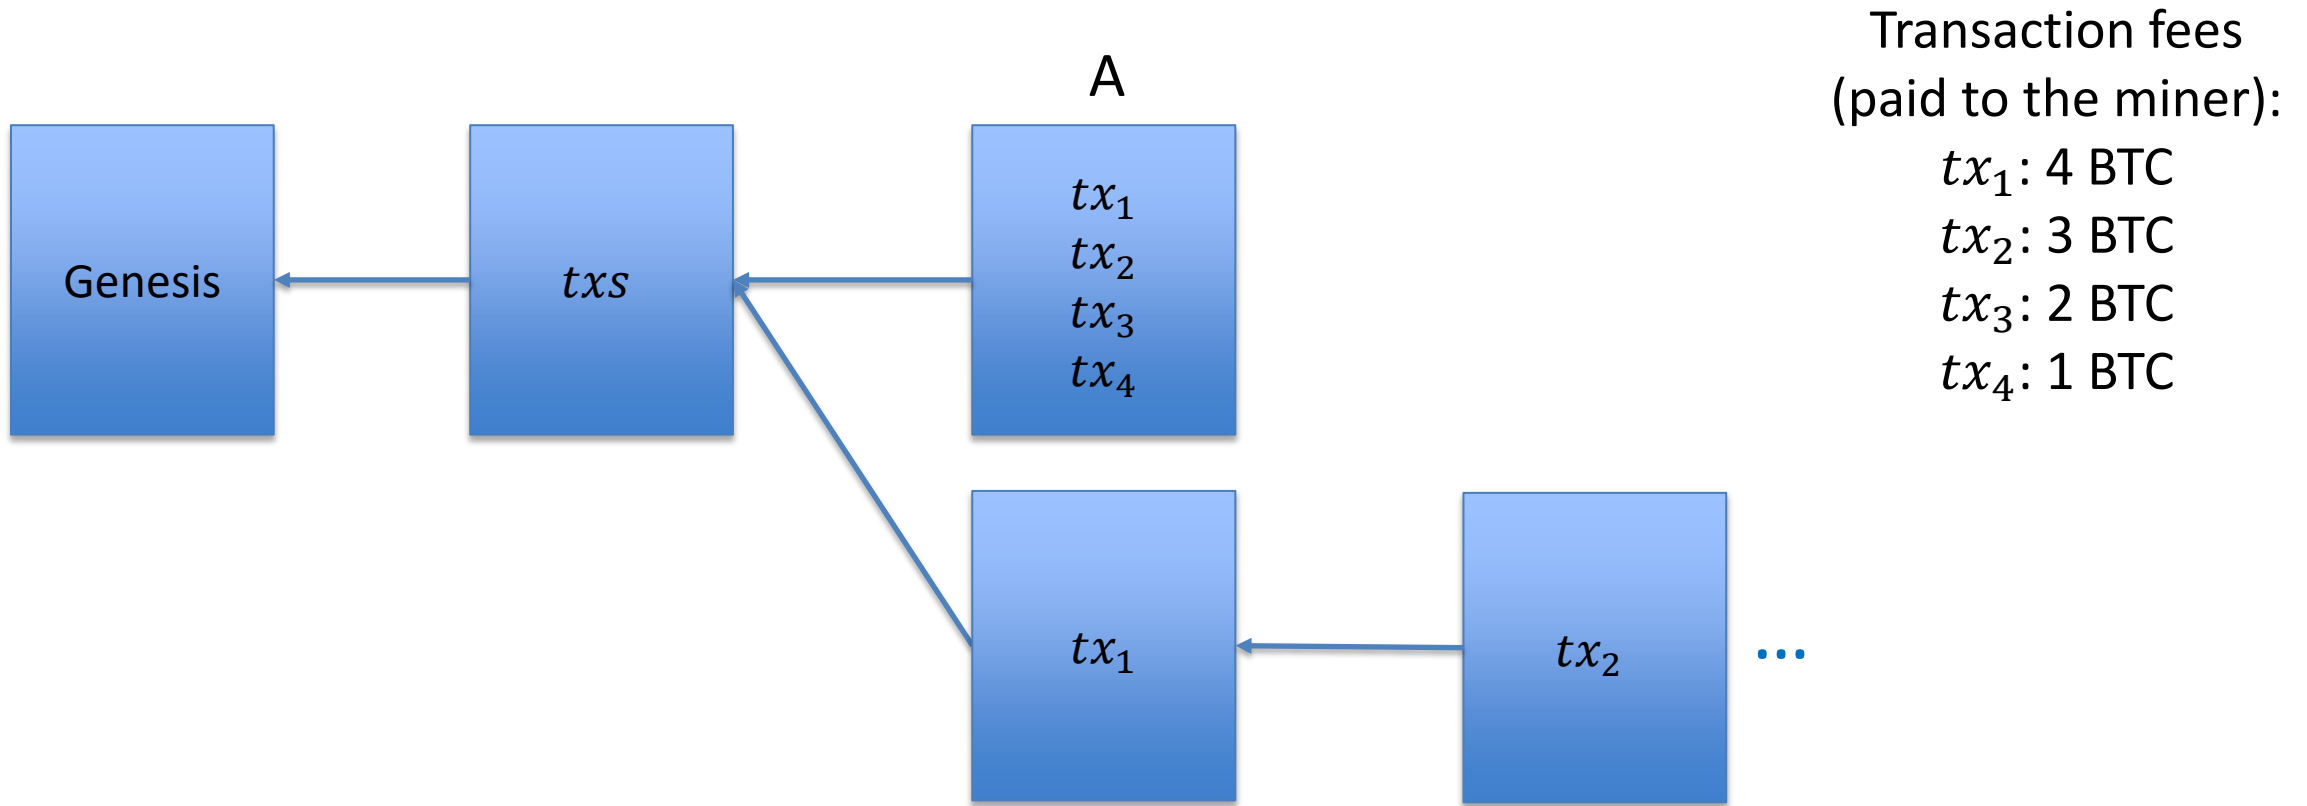 A
Genesis
txs
tx₁
tx₂
tx₃
tx₄
tx₁
tx₂
...
Transaction fees
(paid to the miner):
tx₁: 4 BTC
tx₂: 3 BTC
tx₃: 2 BTC
tx₄: 1 BTC